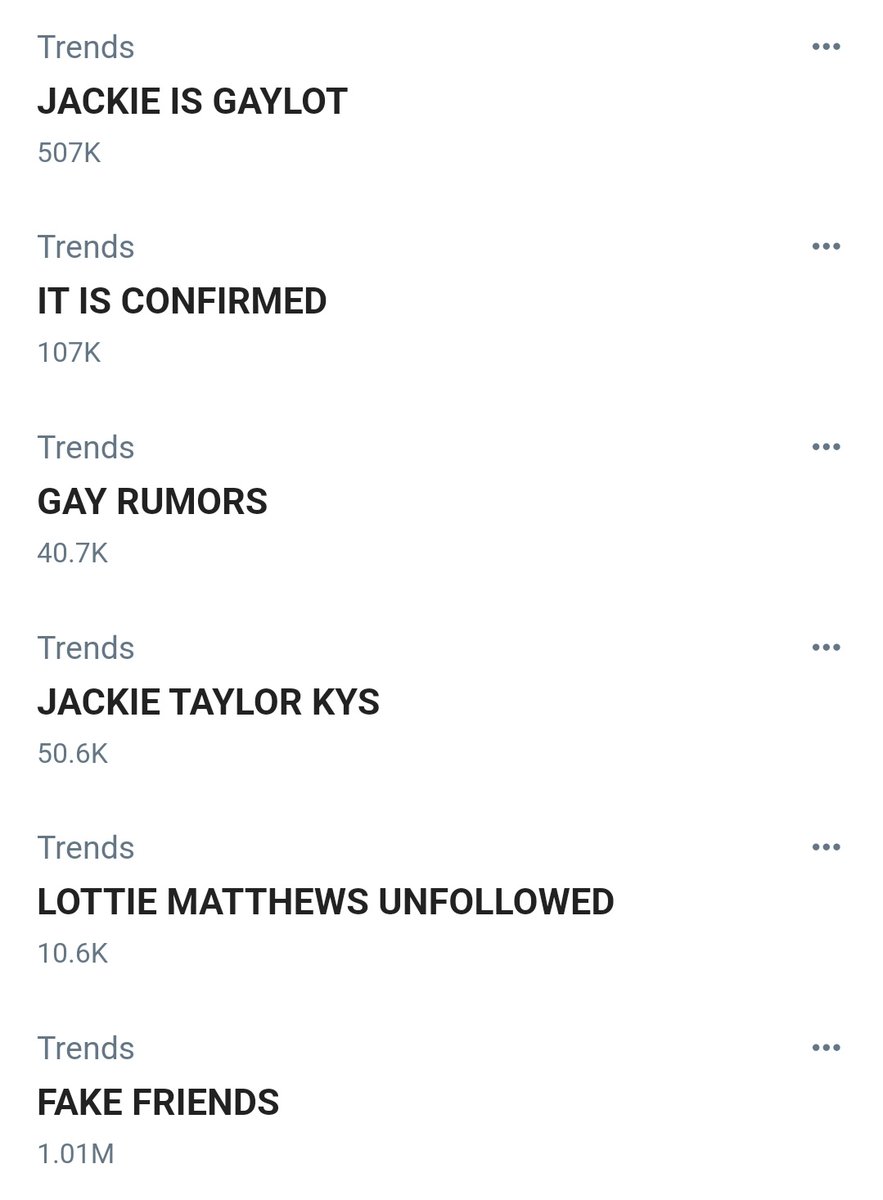 Trends
JACKIE IS GAYLOT
507K
Trends
IT IS CONFIRMED
107K
Trends
GAY RUMORS
40.7K
Trends
JACKIE TAYLOR KYS
50.6K
Trends
LOTTIE MATTHEWS UNFOLLOWED
10.6K
Trends
FAKE FRIENDS
1.01M